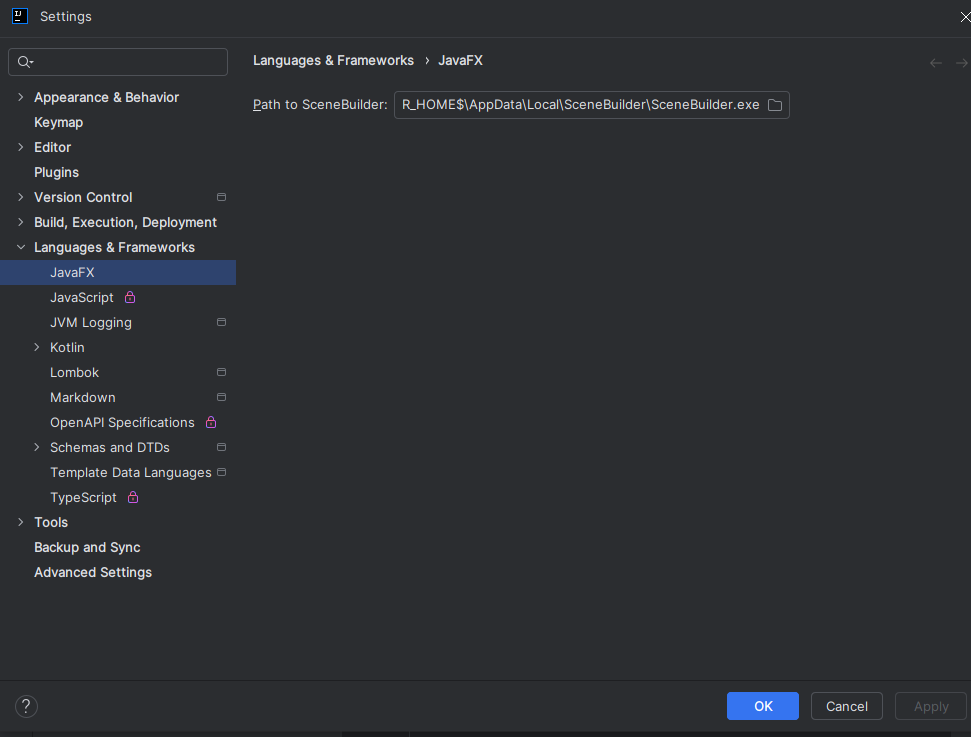 IJ
Settings
Languages & Frameworks › JavaFX
Path to SceneBuilder: R_HOME$\AppData\Local\SceneBuilder\SceneBuilder.exe
Appearance & Behavior
Keymap
Editor
Plugins
Version Control
Build, Execution, Deployment
Languages & Frameworks
JavaFX
JavaScript
JVM Logging
Kotlin
Lombok
Markdown
OpenAPI Specifications
Schemas and DTDs
Template Data Languages
TypeScript
Tools
Backup and Sync
Advanced Settings
?
OK
Cancel
Apply